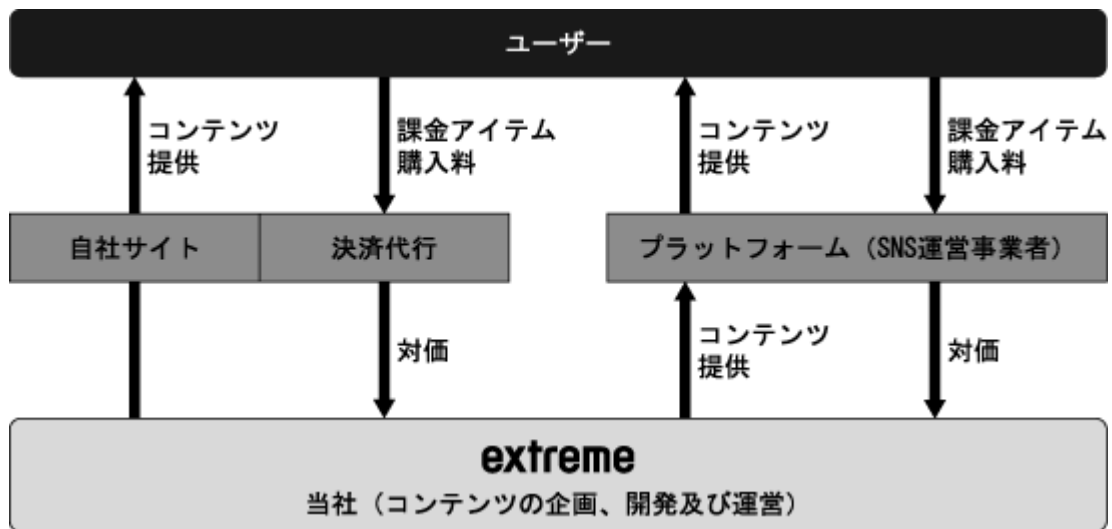 ユーザー
コンテンツ
提供
課金アイテム
購入料
コンテンツ
提供
課金アイテム
購入料
自社サイト
決済代行
プラットフォーム（SNS運営事業者）
対価
コンテンツ
提供
対価
extreme
当社（コンテンツの企画、開発及び運営）